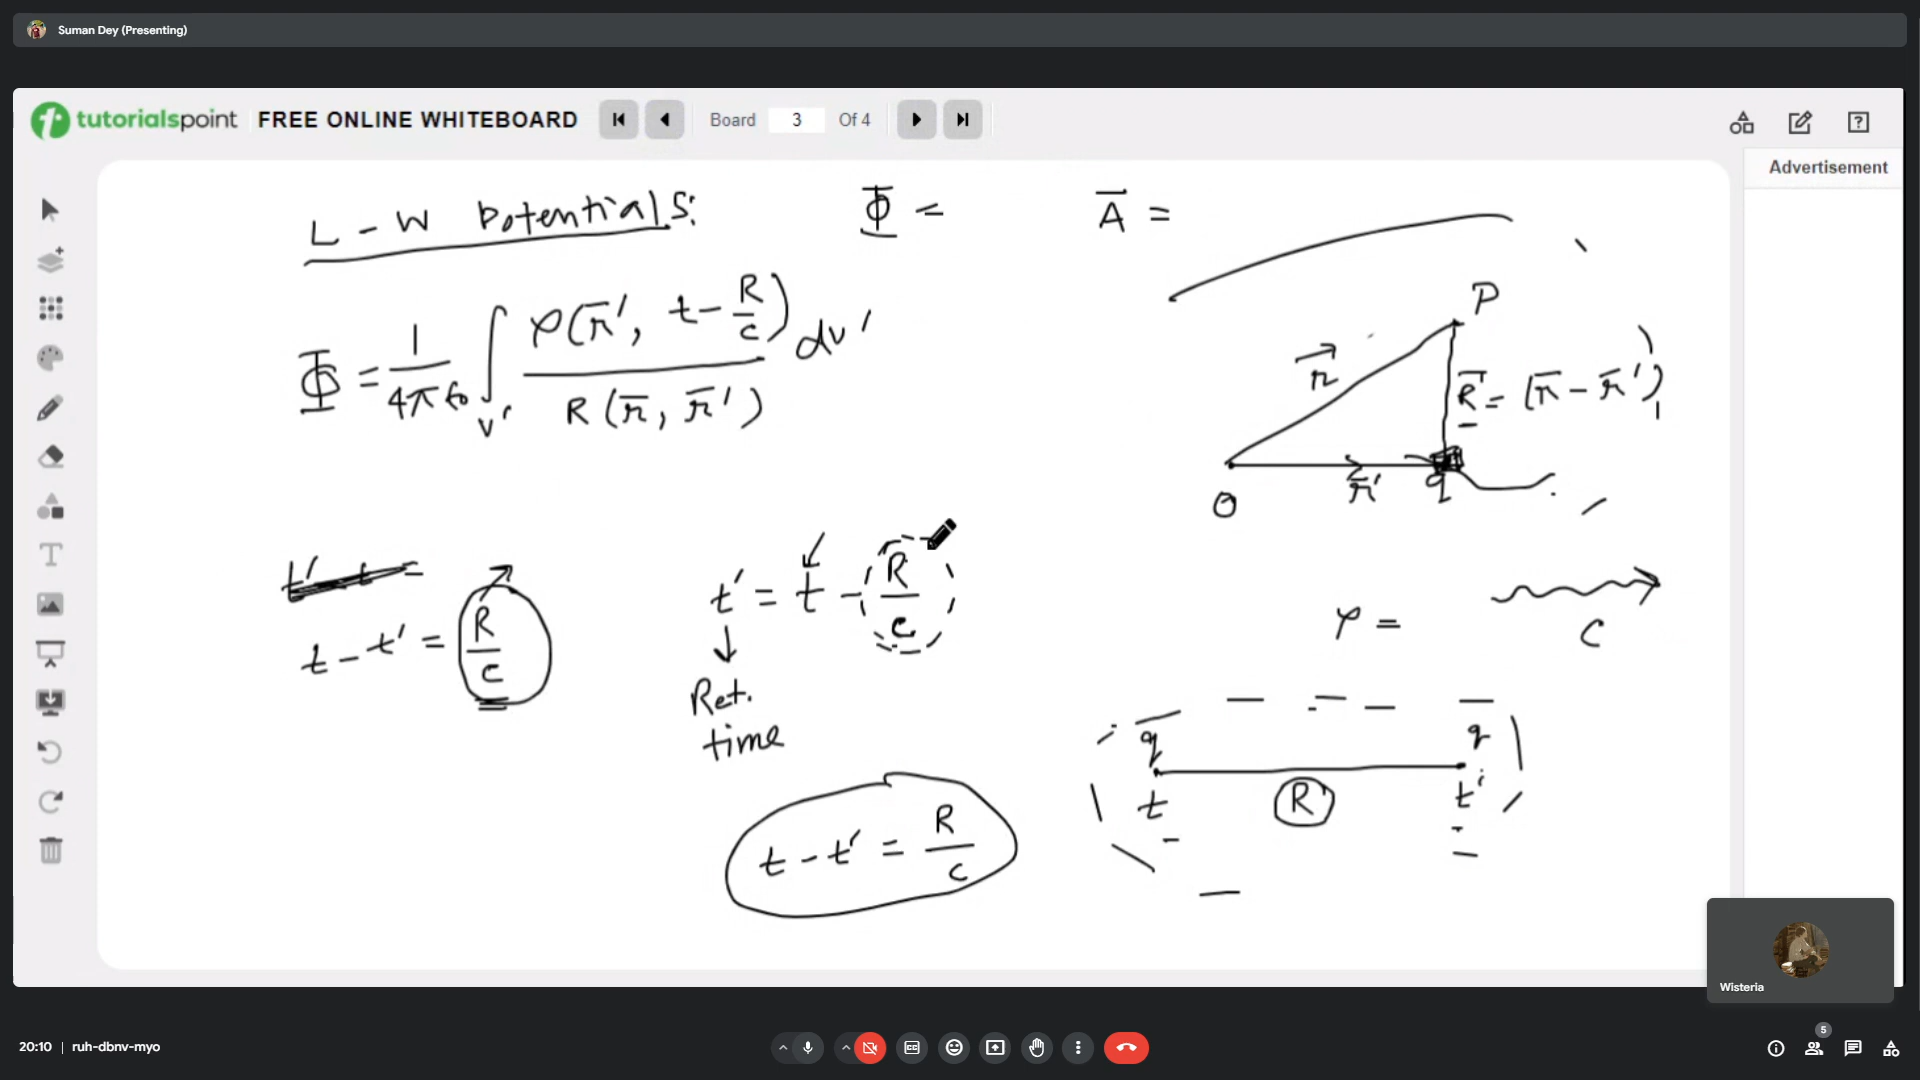 Suman Dey (Presenting)
tutorialspoint FREE ONLINE WHITEBOARD Board 3 Of 4
Advertisement
L - W Potentials: Φ = A̅ =
Φ = 1/4πε₀ ∫v' ρ(r̅', t - R/c) / R(r̅, r̅') dv'
P
r⃗
R̅ = (r̅ - r̅')
O r̅' q
t' - t =
t - t' = R/c
t' = t - R/c
Ret.
time
φ =
c
q q
t R t'
t - t' = R/c
Wisteria
20:10 | ruh-dbnv-myo
5